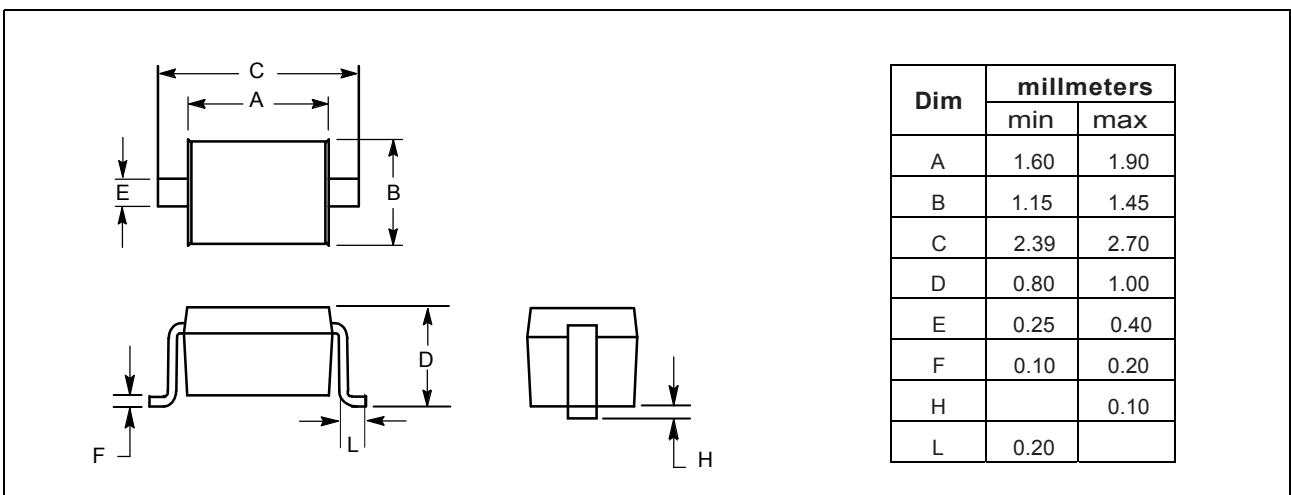 C
A
E
B
D
F
L
H
Dim millmeters
min max
A 1.60 1.90
B 1.15 1.45
C 2.39 2.70
D 0.80 1.00
E 0.25 0.40
F 0.10 0.20
H 0.10
L 0.20